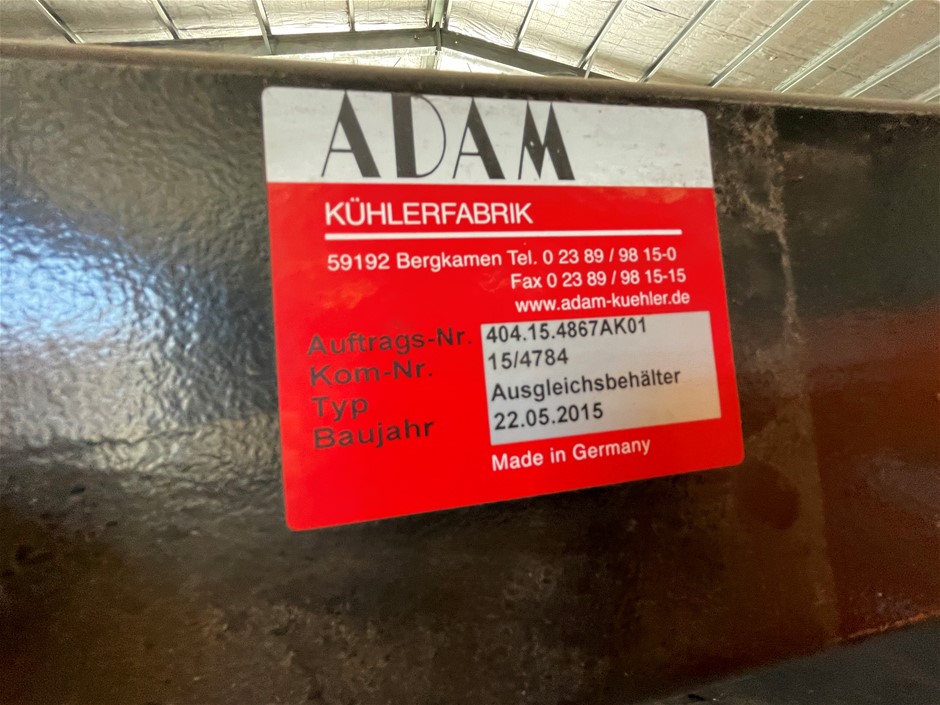 ADAM
KÜHLERFABRIK
59192 Bergkamen Tel. 0 23 89 / 98 15-0
Fax 0 23 89 / 98 15-15
www.adam-kuehler.de
Auftrags-Nr. 404.15.4867AK01
Kom-Nr. 15/4784
Typ Ausgleichsbehälter
Baujahr 22.05.2015
Made in Germany